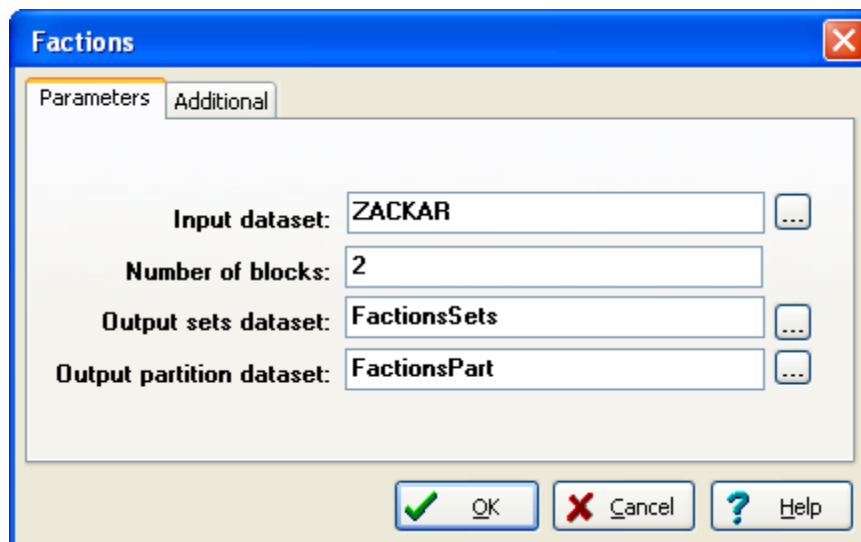 Factions
Parameters Additional
Input dataset: ZACKAR ...
Number of blocks: 2
Output sets dataset: FactionsSets ...
Output partition dataset: FactionsPart ...
OK Cancel Help